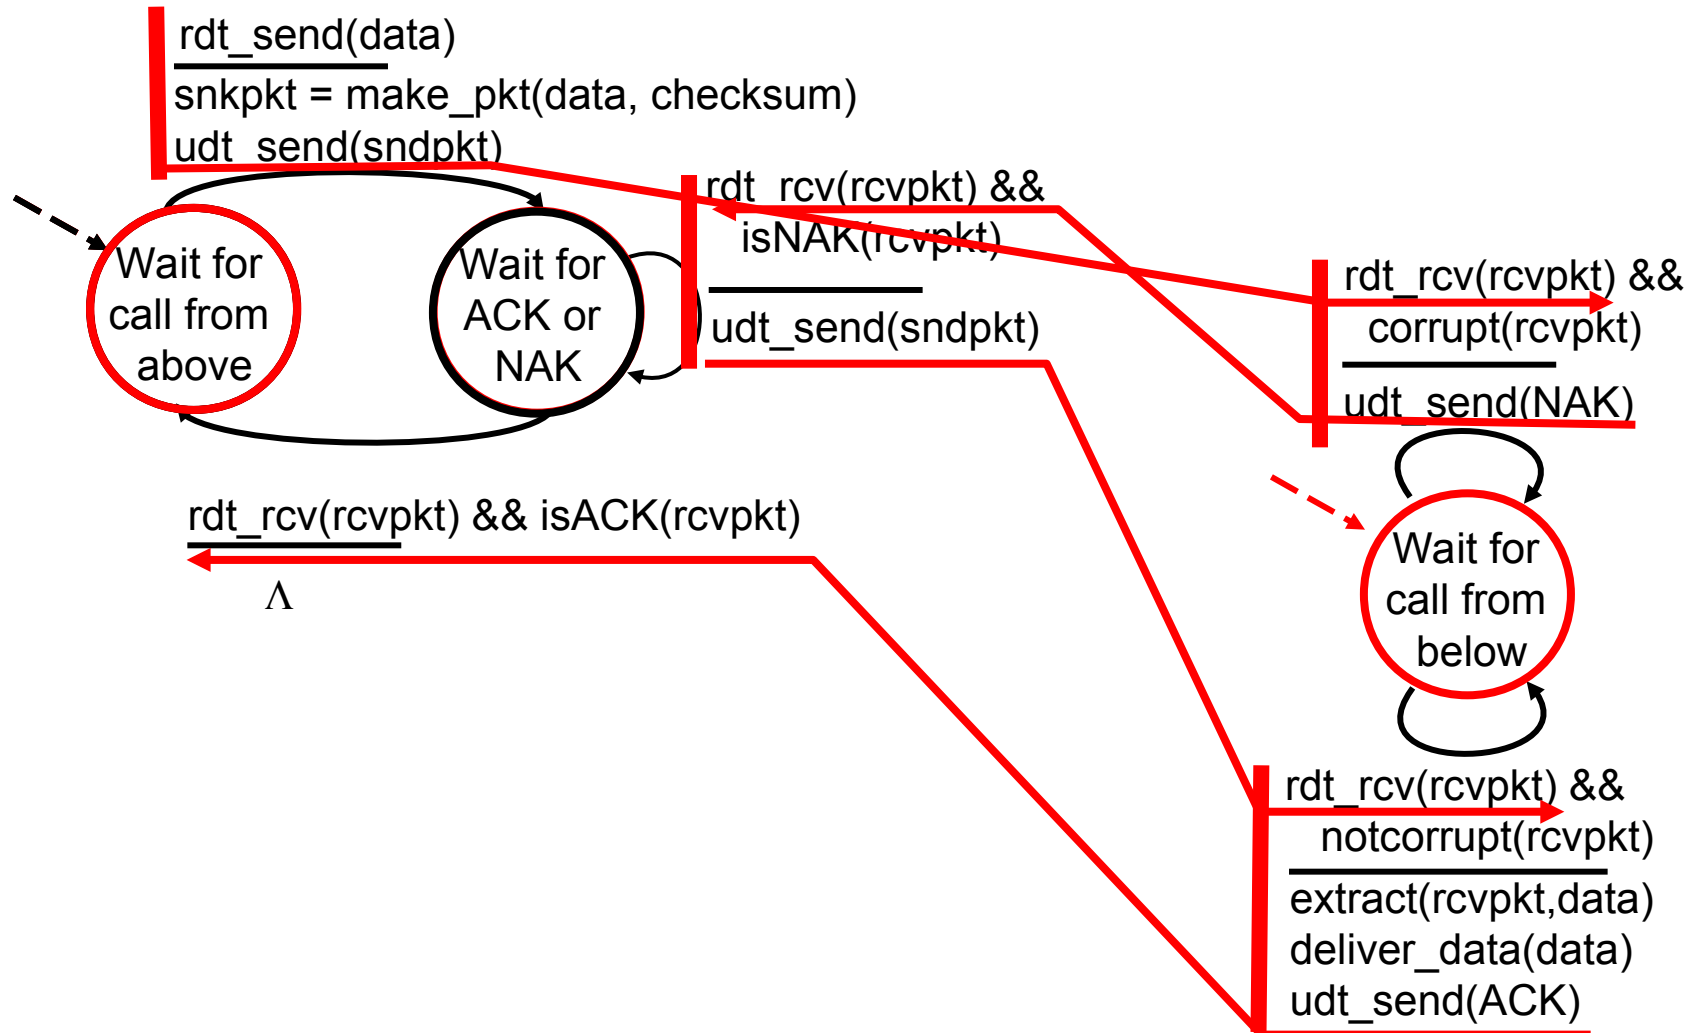 rdt_send(data)
snkpkt = make_pkt(data, checksum)
udt_send(sndpkt)
rdt_rcv(rcvpkt) &&
isNAK(rcvpkt)
udt_send(sndpkt)
Wait for
call from
above
Wait for
ACK or
NAK
rdt_rcv(rcvpkt) && isACK(rcvpkt)
Λ
rdt_rcv(rcvpkt) &&
corrupt(rcvpkt)
udt_send(NAK)
Wait for
call from
below
rdt_rcv(rcvpkt) &&
notcorrupt(rcvpkt)
extract(rcvpkt,data)
deliver_data(data)
udt_send(ACK)